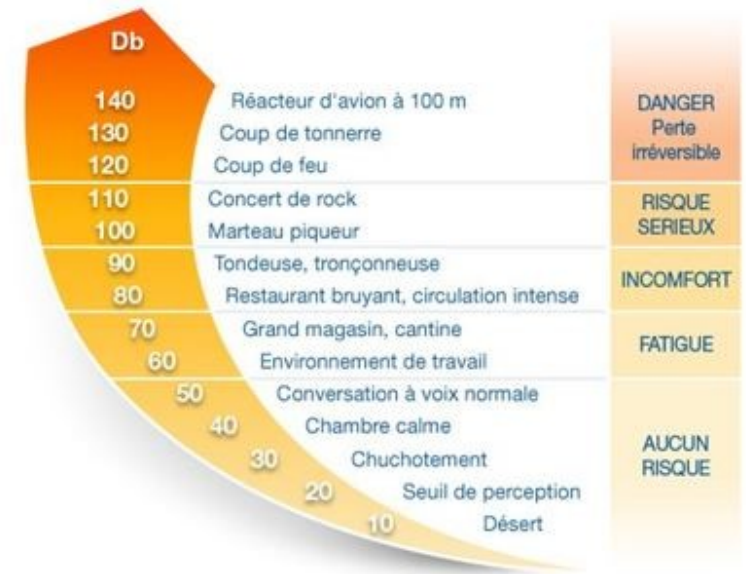 Db
140 Réacteur d'avion à 100 m
130 Coup de tonnerre
120 Coup de feu
DANGER
Perte
irréversible
110 Concert de rock
100 Marteau piqueur
RISQUE
SERIEUX
90 Tondeuse, tronçonneuse
80 Restaurant bruyant, circulation intense
INCOMFORT
70 Grand magasin, cantine
60 Environnement de travail
FATIGUE
50 Conversation à voix normale
40 Chambre calme
30 Chuchotement
20 Seuil de perception
10 Désert
AUCUN
RISQUE